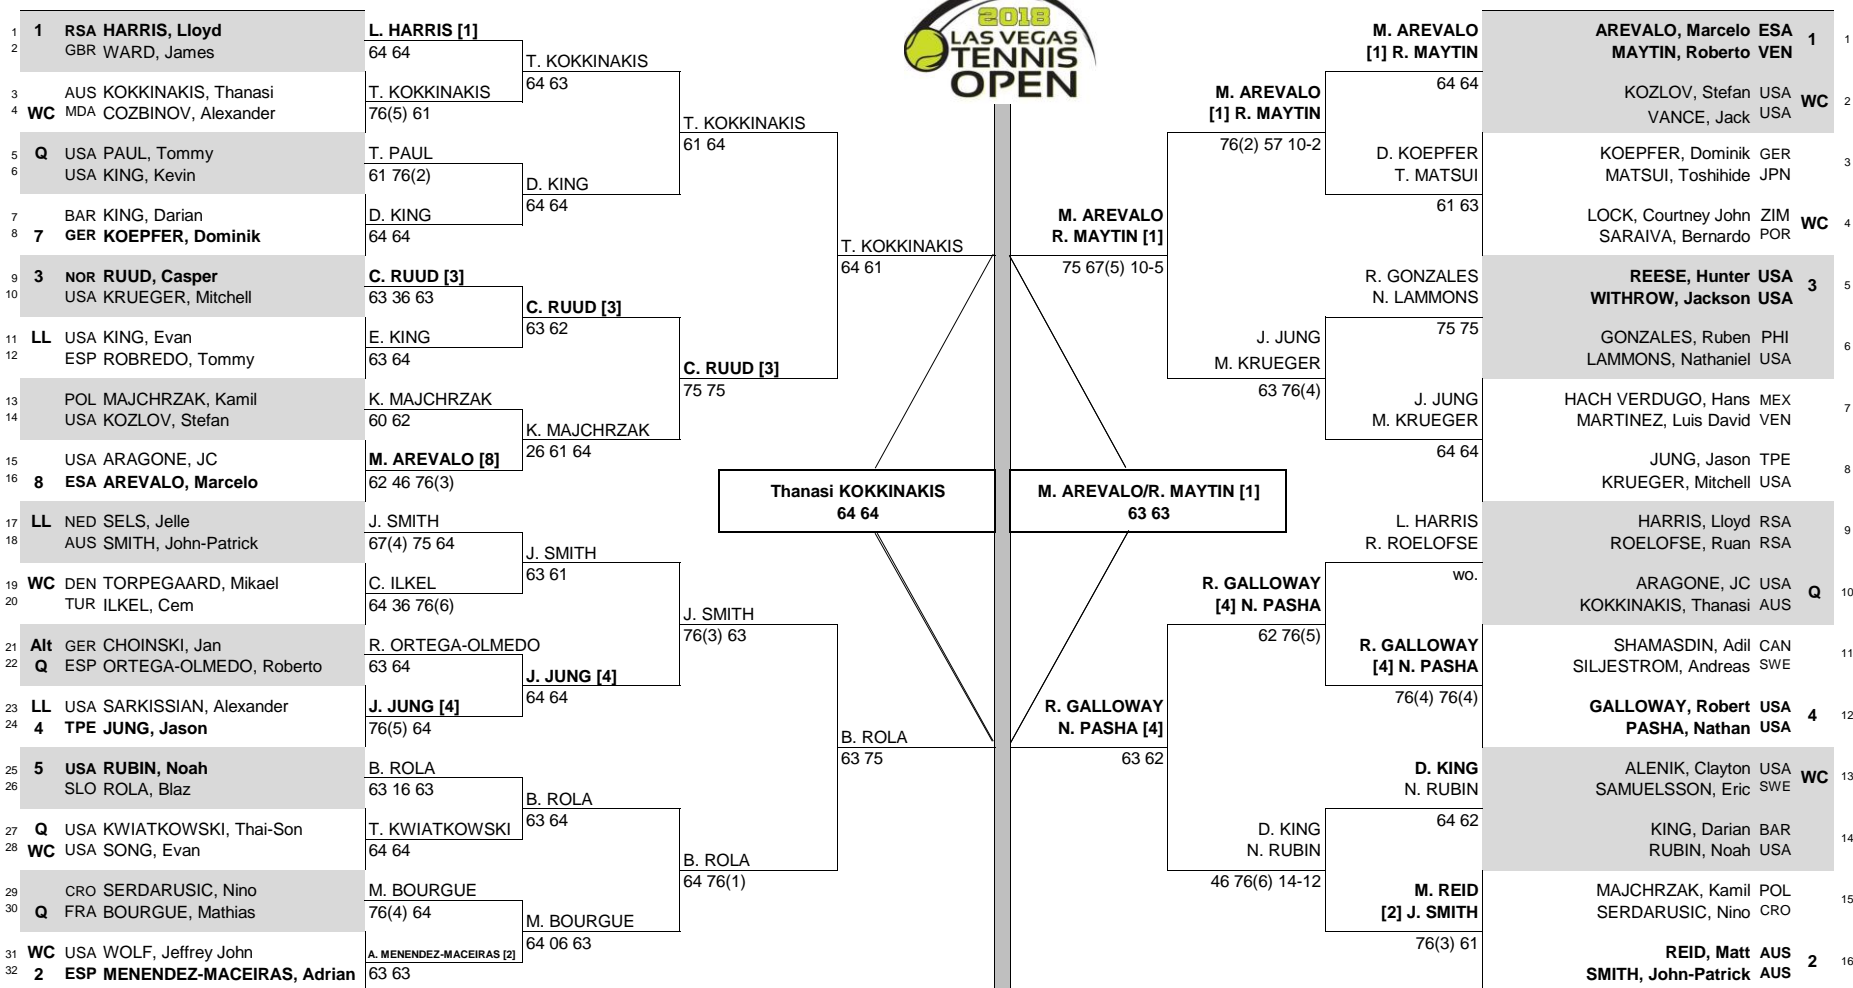 2018
LAS VEGAS
TENNIS
OPEN
1 1 RSA HARRIS, Lloyd
2 GBR WARD, James
3 AUS KOKKINAKIS, Thanasi
4 WC MDA COZBINOV, Alexander
5 Q USA PAUL, Tommy
6 USA KING, Kevin
7 BAR KING, Darian
8 7 GER KOEPFER, Dominik
9 3 NOR RUUD, Casper
10 USA KRUEGER, Mitchell
11 LL USA KING, Evan
12 ESP ROBREDO, Tommy
13 POL MAJCHRZAK, Kamil
14 USA KOZLOV, Stefan
15 USA ARAGONE, JC
16 8 ESA AREVALO, Marcelo
17 LL NED SELS, Jelle
18 AUS SMITH, John-Patrick
19 WC DEN TORPEGAARD, Mikael
20 TUR ILKEL, Cem
21 Alt GER CHOINSKI, Jan
22 Q ESP ORTEGA-OLMEDO, Roberto
23 LL USA SARKISSIAN, Alexander
24 4 TPE JUNG, Jason
25 5 USA RUBIN, Noah
26 SLO ROLA, Blaz
27 Q USA KWIATKOWSKI, Thai-Son
28 WC USA SONG, Evan
29 CRO SERDARUSIC, Nino
30 Q FRA BOURGUE, Mathias
31 WC USA WOLF, Jeffrey John
32 2 ESP MENENDEZ-MACEIRAS, Adrian
L. HARRIS [1]
64 64
T. KOKKINAKIS
76(5) 61
T. PAUL
61 76(2)
D. KING
64 64
C. RUUD [3]
63 36 63
E. KING
63 64
K. MAJCHRZAK
60 62
M. AREVALO [8]
62 46 76(3)
J. SMITH
67(4) 75 64
C. ILKEL
64 36 76(6)
R. ORTEGA-OLMEDO
63 64
J. JUNG [4]
76(5) 64
B. ROLA
63 16 63
T. KWIATKOWSKI
64 64
M. BOURGUE
76(4) 64
A. MENENDEZ-MACEIRAS [2]
63 63
T. KOKKINAKIS
64 63
D. KING
64 64
C. RUUD [3]
63 62
K. MAJCHRZAK
26 61 64
J. SMITH
63 61
J. JUNG [4]
64 64
B. ROLA
63 64
M. BOURGUE
64 06 63
T. KOKKINAKIS
61 64
C. RUUD [3]
75 75
J. SMITH
76(3) 63
B. ROLA
64 76(1)
T. KOKKINAKIS
64 61
B. ROLA
63 75
Thanasi KOKKINAKIS
64 64
M. AREVALO/R. MAYTIN [1]
63 63
M. AREVALO
R. MAYTIN [1]
75 67(5) 10-5
R. GALLOWAY
N. PASHA [4]
63 62
M. AREVALO
[1] R. MAYTIN
76(2) 57 10-2
J. JUNG
M. KRUEGER
63 76(4)
R. GALLOWAY
[4] N. PASHA
62 76(5)
D. KING
N. RUBIN
46 76(6) 14-12
M. AREVALO
[1] R. MAYTIN
64 64
D. KOEPFER
T. MATSUI
61 63
R. GONZALES
N. LAMMONS
75 75
J. JUNG
M. KRUEGER
64 64
L. HARRIS
R. ROELOFSE
wo.
R. GALLOWAY
[4] N. PASHA
76(4) 76(4)
D. KING
N. RUBIN
64 62
M. REID
[2] J. SMITH
76(3) 61
AREVALO, Marcelo ESA 1 1
MAYTIN, Roberto VEN
KOZLOV, Stefan USA WC 2
VANCE, Jack USA
KOEPFER, Dominik GER 3
MATSUI, Toshihide JPN
LOCK, Courtney John ZIM WC 4
SARAIVA, Bernardo POR
REESE, Hunter USA 3 5
WITHROW, Jackson USA
GONZALES, Ruben PHI 6
LAMMONS, Nathaniel USA
HACH VERDUGO, Hans MEX 7
MARTINEZ, Luis David VEN
JUNG, Jason TPE 8
KRUEGER, Mitchell USA
HARRIS, Lloyd RSA 9
ROELOFSE, Ruan RSA
ARAGONE, JC USA Q 10
KOKKINAKIS, Thanasi AUS
SHAMASDIN, Adil CAN 11
SILJESTROM, Andreas SWE
GALLOWAY, Robert USA 4 12
PASHA, Nathan USA
ALENIK, Clayton USA WC 13
SAMUELSSON, Eric SWE
KING, Darian BAR 14
RUBIN, Noah USA
MAJCHRZAK, Kamil POL 15
SERDARUSIC, Nino CRO
REID, Matt AUS 2 16
SMITH, John-Patrick AUS